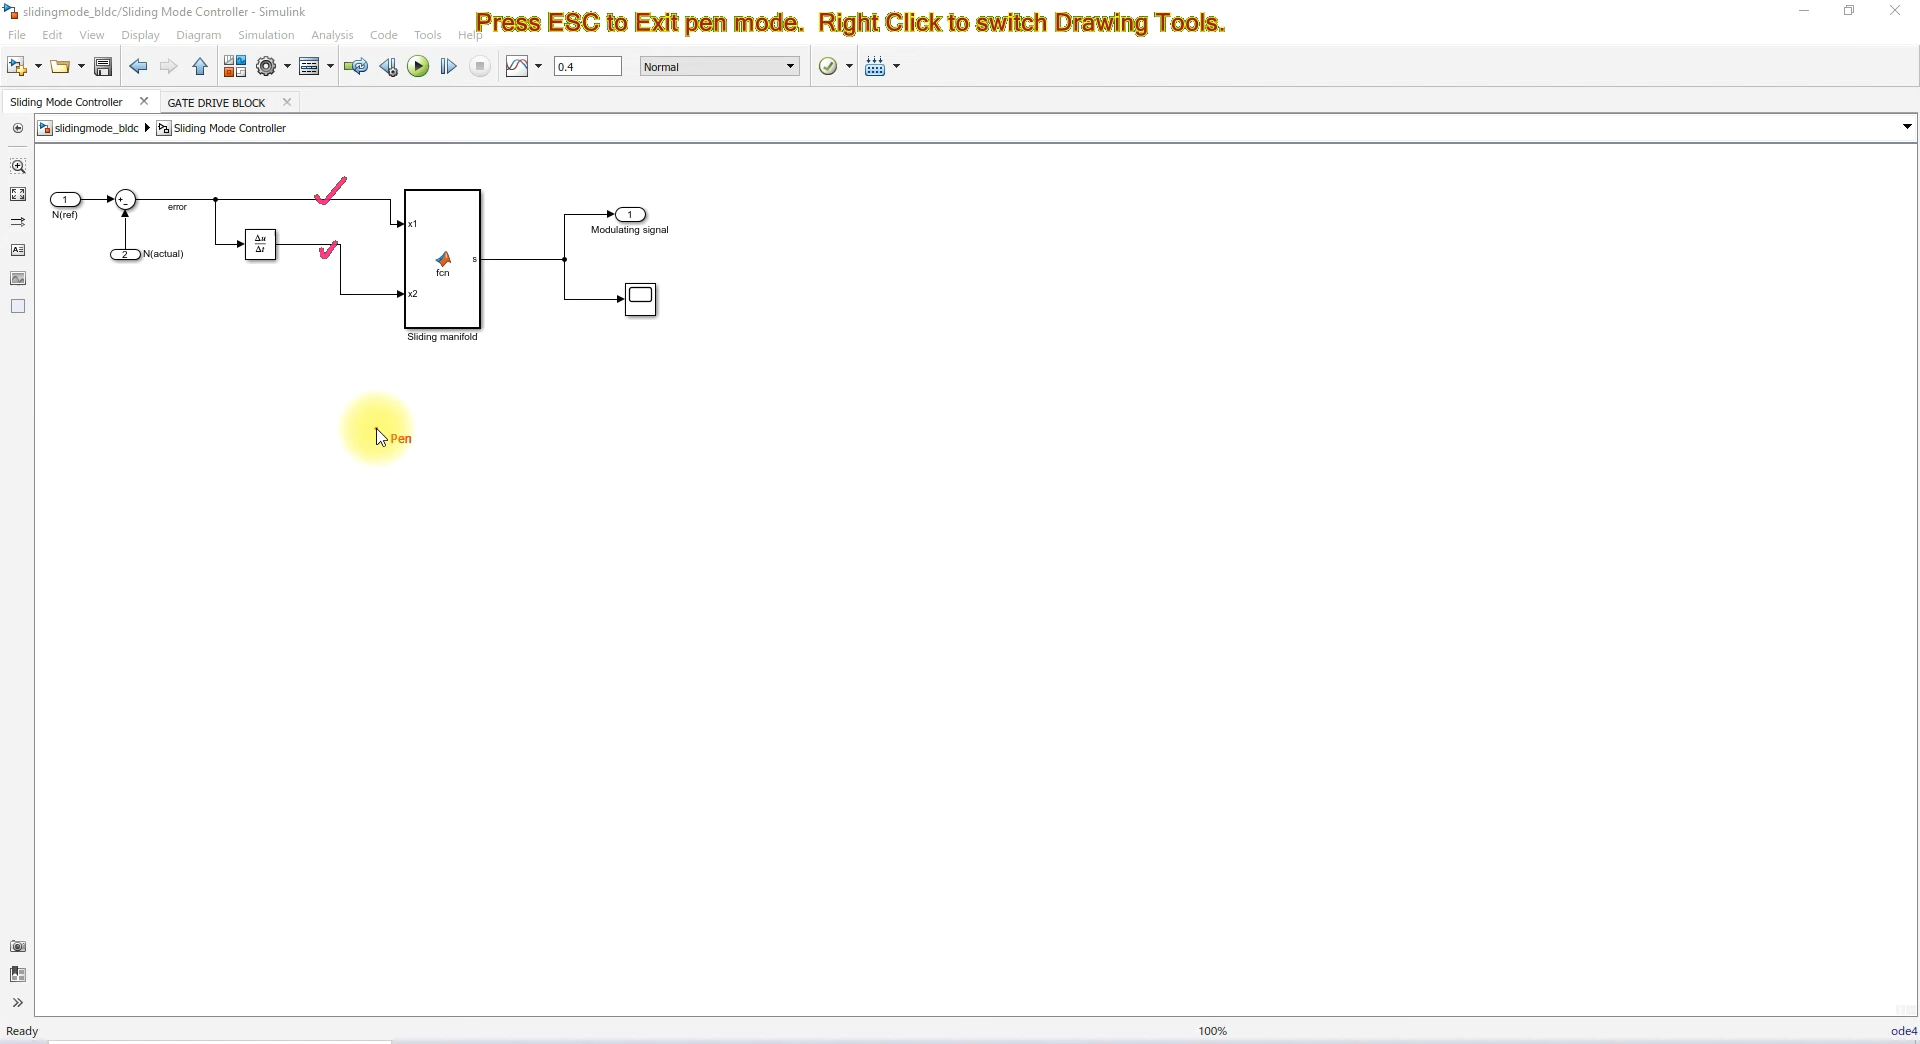 slidingmode_bldc/Sliding Mode Controller - Simulink
Press ESC to Exit pen mode. Right Click to switch Drawing Tools.
File Edit View Display Diagram Simulation Analysis Code Tools Help
0.4 Normal
Sliding Mode Controller GATE DRIVE BLOCK
slidingmode_bldc Sliding Mode Controller
1
N(ref)
+
-
error
2
N(actual)
Δu
Δt
x1
x2
fcn
s
Sliding manifold
1
Modulating signal
Pen
Ready 100% ode4